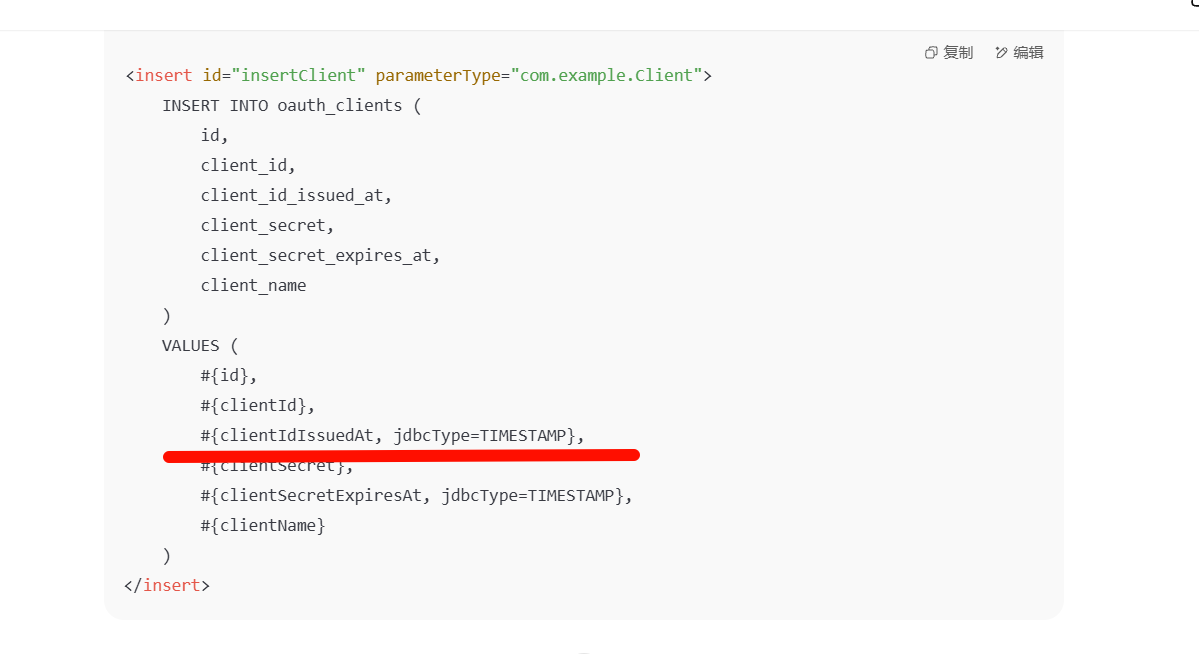 复制 编辑
<insert id="insertClient" parameterType="com.example.Client">
INSERT INTO oauth_clients (
id,
client_id,
client_id_issued_at,
client_secret,
client_secret_expires_at,
client_name
)
VALUES (
#{id},
#{clientId},
#{clientIdIssuedAt, jdbcType=TIMESTAMP},
#{clientSecret},
#{clientSecretExpiresAt, jdbcType=TIMESTAMP},
#{clientName}
)
</insert>